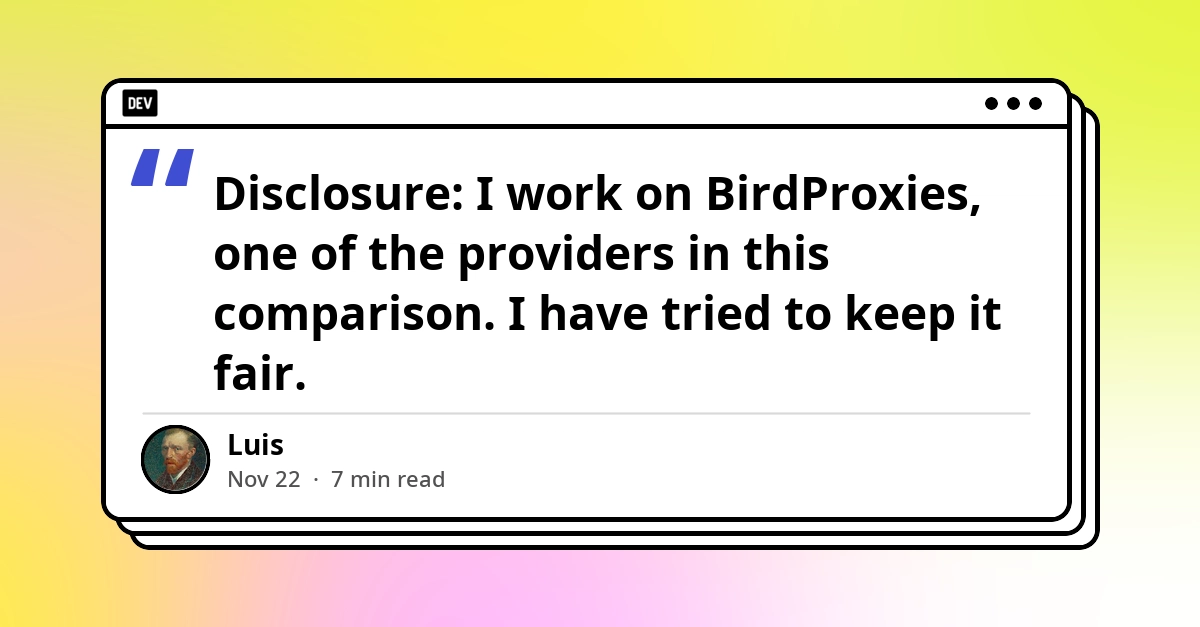 DEV
“
Disclosure: I work on BirdProxies,
one of the providers in this
comparison. I have tried to keep it
fair.
Luis
Nov 22 · 7 min read